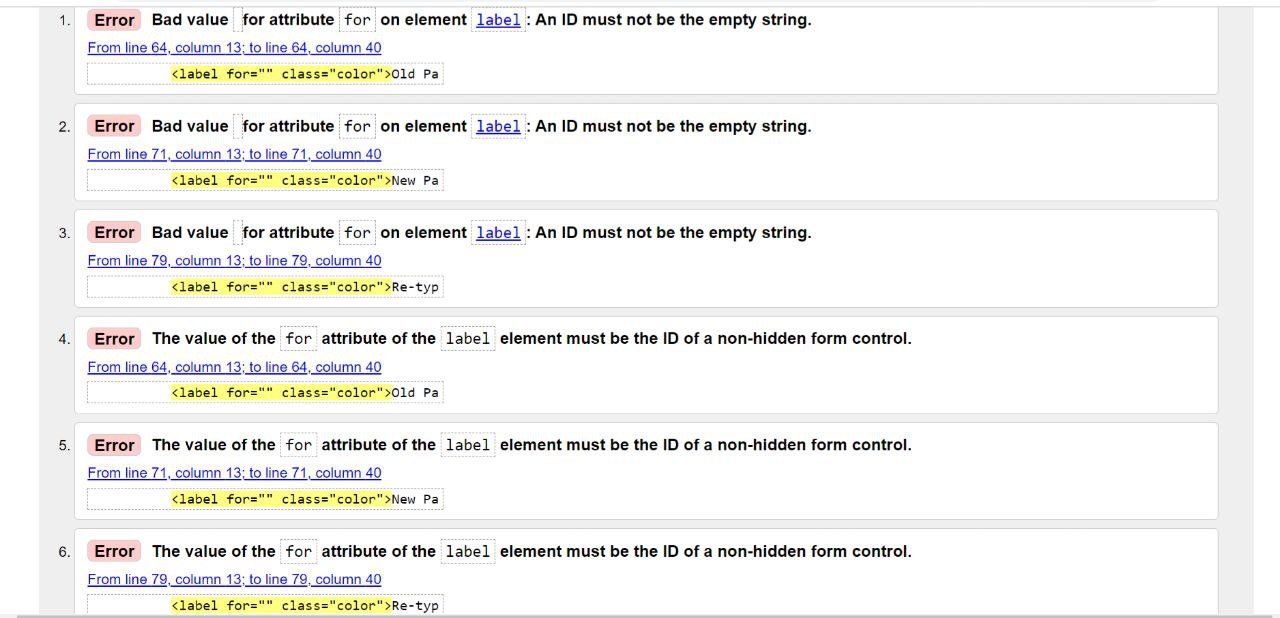 1. Error Bad value for attribute for on element label: An ID must not be the empty string.
From line 64, column 13; to line 64, column 40
<label for="" class="color">Old Pa
2. Error Bad value for attribute for on element label: An ID must not be the empty string.
From line 71, column 13; to line 71, column 40
<label for="" class="color">New Pa
3. Error Bad value for attribute for on element label: An ID must not be the empty string.
From line 79, column 13; to line 79, column 40
<label for="" class="color">Re-typ
4. Error The value of the for attribute of the label element must be the ID of a non-hidden form control.
From line 64, column 13; to line 64, column 40
<label for="" class="color">Old Pa
5. Error The value of the for attribute of the label element must be the ID of a non-hidden form control.
From line 71, column 13; to line 71, column 40
<label for="" class="color">New Pa
6. Error The value of the for attribute of the label element must be the ID of a non-hidden form control.
From line 79, column 13; to line 79, column 40
<label for="" class="color">Re-typ